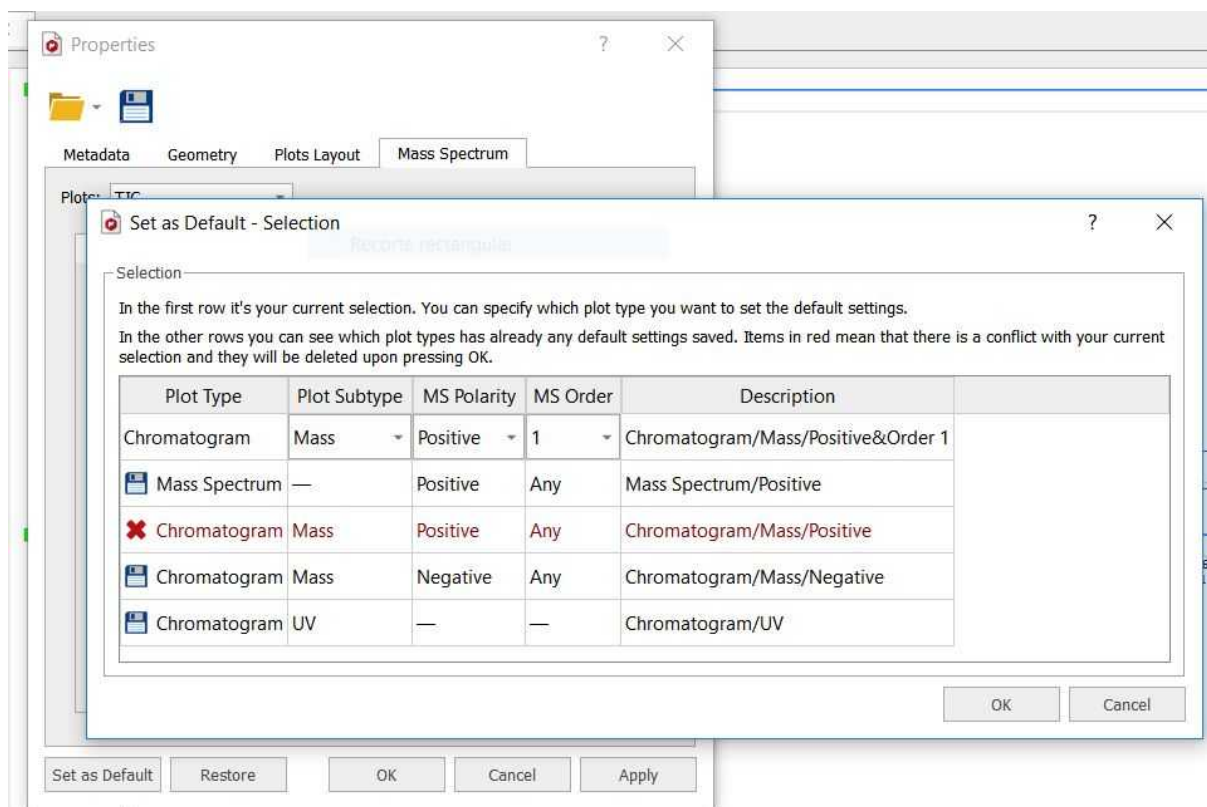 Properties
?
Metadata Geometry Plots Layout Mass Spectrum
Plots: TIC
Set as Default - Selection
?
Recorte rectangular
Selection
In the first row it's your current selection. You can specify which plot type you want to set the default settings.
In the other rows you can see which plot types has already any default settings saved. Items in red mean that there is a conflict with your current
selection and they will be deleted upon pressing OK.
Plot Type Plot Subtype MS Polarity MS Order Description
Chromatogram Mass Positive 1 Chromatogram/Mass/Positive&Order 1
Mass Spectrum — Positive Any Mass Spectrum/Positive
Chromatogram Mass Positive Any Chromatogram/Mass/Positive
Chromatogram Mass Negative Any Chromatogram/Mass/Negative
Chromatogram UV — — Chromatogram/UV
OK Cancel
Set as Default Restore OK Cancel Apply